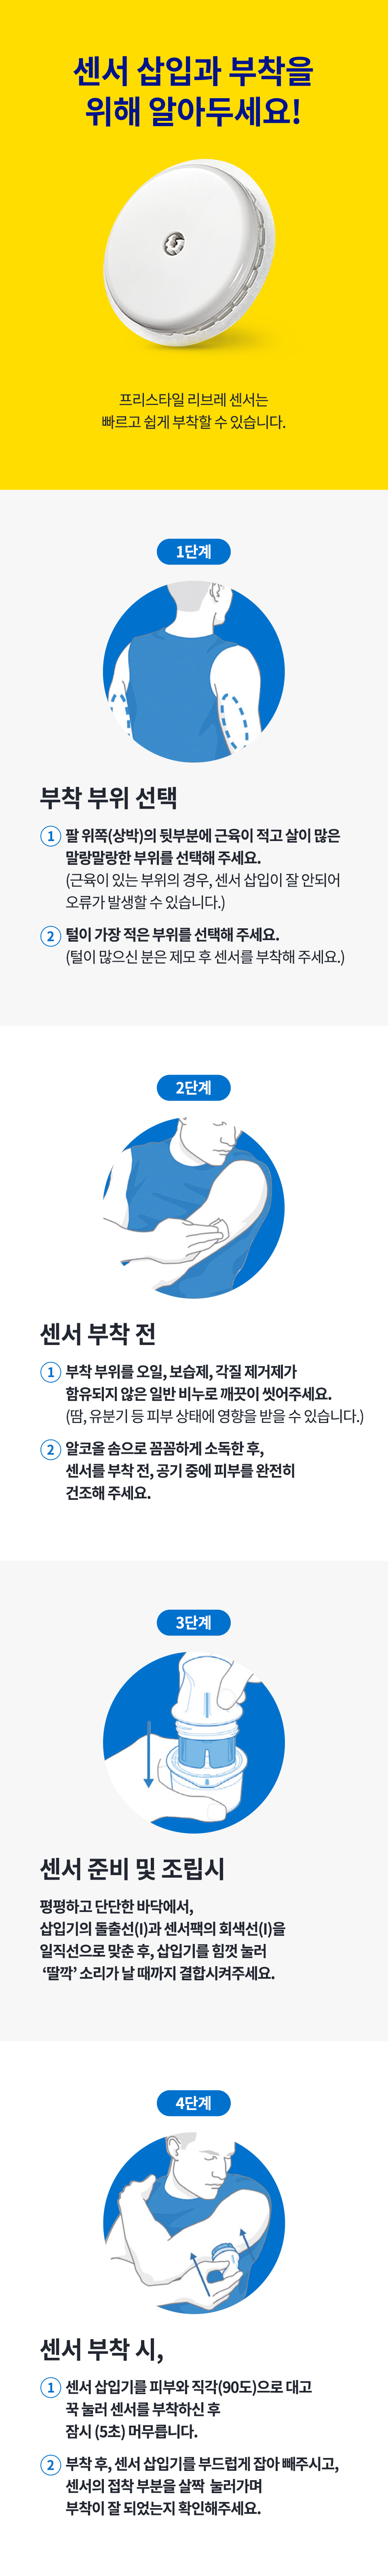 센서 삽입과 부착을
위해 알아두세요!
프리스타일 리브레 센서는
빠르고 쉽게 부착할 수 있습니다.
1단계
부착 부위 선택
1 팔 위쪽(상박)의 뒷부분에 근육이 적고 살이 많은
말랑말랑한 부위를 선택해 주세요.
(근육이 있는 부위의 경우, 센서 삽입이 잘 안되어
오류가 발생할 수 있습니다.)
2 털이 가장 적은 부위를 선택해 주세요.
(털이 많으신 분은 제모 후 센서를 부착해 주세요.)
2단계
센서 부착 전
1 부착 부위를 오일, 보습제, 각질 제거제가
함유되지 않은 일반 비누로 깨끗이 씻어주세요.
(땀, 유분기 등 피부 상태에 영향을 받을 수 있습니다.)
2 알코올 솜으로 꼼꼼하게 소독한 후,
센서를 부착 전, 공기 중에 피부를 완전히
건조해 주세요.
3단계
센서 준비 및 조립시
평평하고 단단한 바닥에서,
삽입기의 돌출선(I)과 센서팩의 회색선(I)을
일직선으로 맞춘 후, 삽입기를 힘껏 눌러
‘딸깍’ 소리가 날 때까지 결합시켜주세요.
4단계
센서 부착 시,
1 센서 삽입기를 피부와 직각(90도)으로 대고
꾹 눌러 센서를 부착하신 후
잠시 (5초) 머무릅니다.
2 부착 후, 센서 삽입기를 부드럽게 잡아 빼주시고,
센서의 접착 부분을 살짝 눌러가며
부착이 잘 되었는지 확인해주세요.